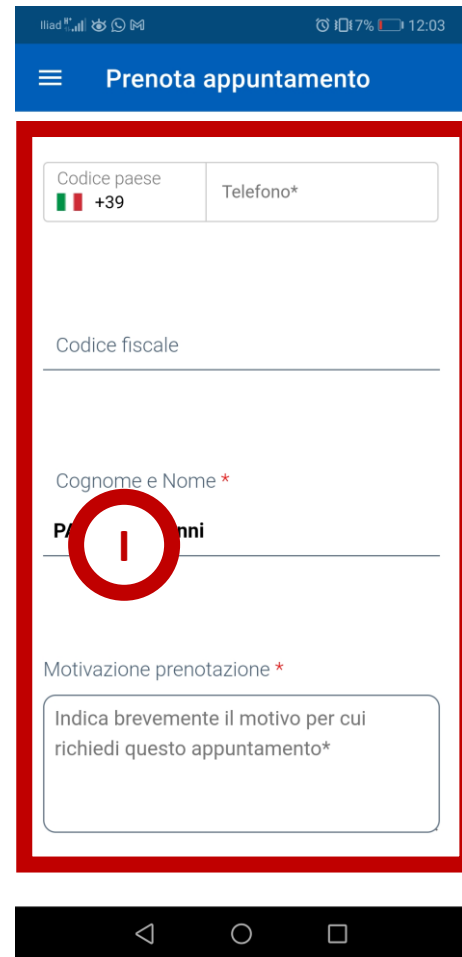 Iliad 7% 12:03
Prenota appuntamento
Codice paese
+39
Telefono*
Codice fiscale
Cognome e Nome *
I
Motivazione prenotazione *
Indica brevemente il motivo per cui
richiedi questo appuntamento*